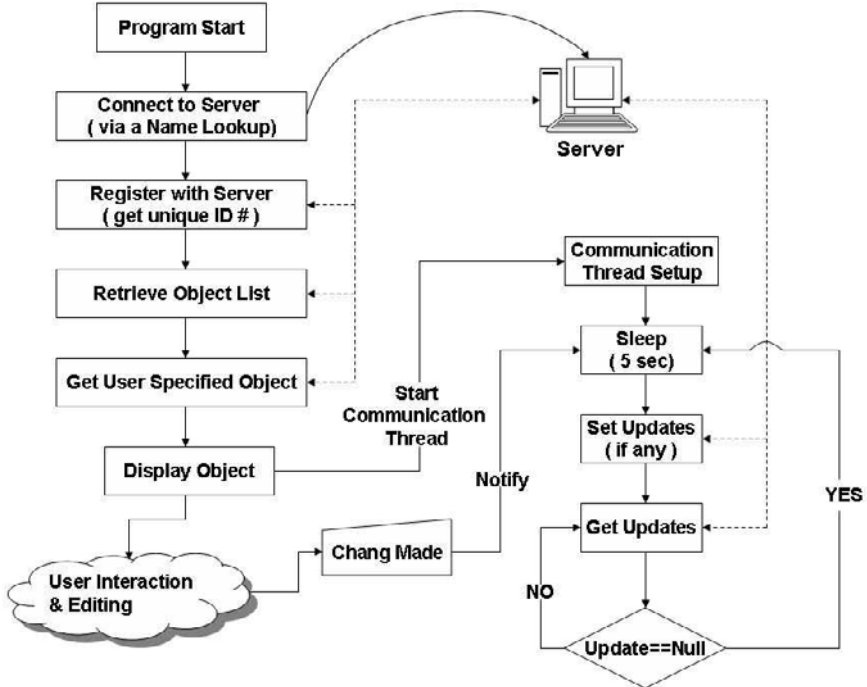 Program Start
Connect to Server
( via a Name Lookup)
Server
Register with Server
( get unique ID # )
Communication
Thread Setup
Retrieve Object List
Sleep
( 5 sec)
Get User Specified Object
Start
Communication
Thread
Set Updates
( if any )
Display Object
Notify
YES
Get Updates
Chang Made
User Interaction
& Editing
NO
Update==Null